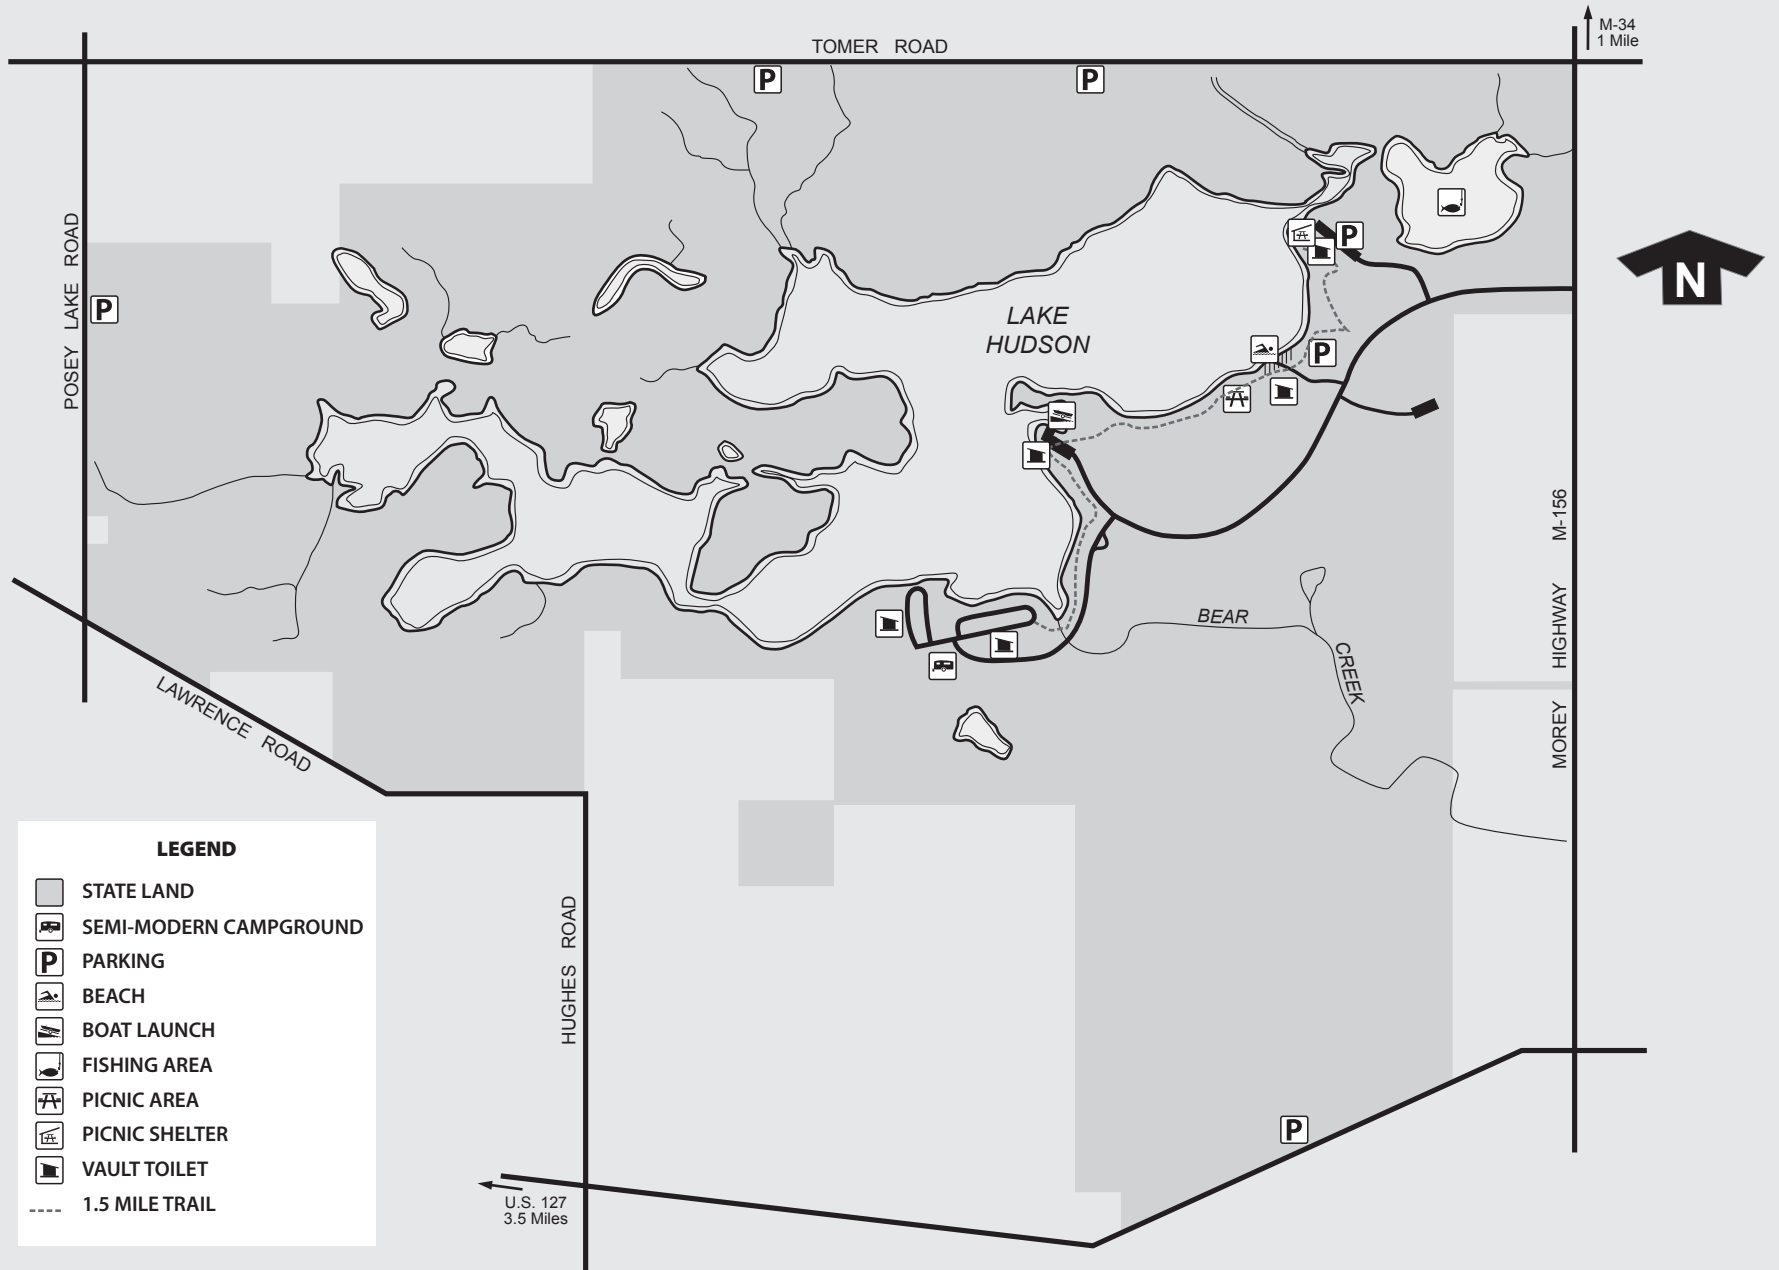 M-34
1 Mile
TOMER ROAD
P
P
P
N
P
POSEY LAKE ROAD
LAKE
HUDSON
P
MOREY HIGHWAY M-156
BEAR
CREEK
LAWRENCE ROAD
HUGHES ROAD
LEGEND
STATE LAND
SEMI-MODERN CAMPGROUND
P PARKING
BEACH
BOAT LAUNCH
FISHING AREA
PICNIC AREA
PICNIC SHELTER
VAULT TOILET
1.5 MILE TRAIL
P
U.S. 127
3.5 Miles